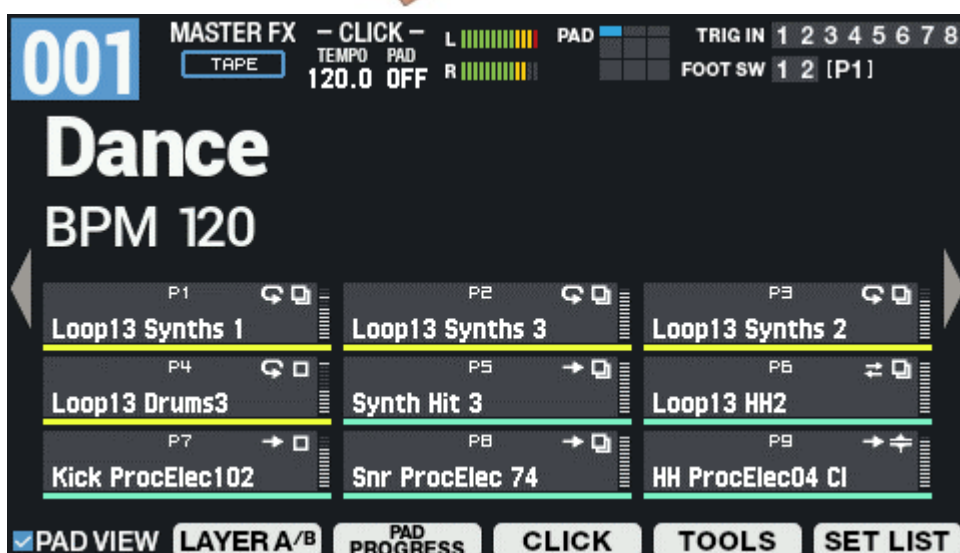 001 MASTER FX – CLICK – L PAD TRIG IN 1 2 3 4 5 6 7 8
TAPE TEMPO PAD R FOOT SW 1 2 [P1]
120.0 OFF
Dance
BPM 120
P1 P2 P3
Loop13 Synths 1 Loop13 Synths 3 Loop13 Synths 2
P4 P5 P6
Loop13 Drums3 Synth Hit 3 Loop13 HH2
P7 P8 P9
Kick ProcElec102 Snr ProcElec 74 HH ProcElec04 Cl
PAD VIEW LAYER A/B PAD PROGRESS CLICK TOOLS SET LIST